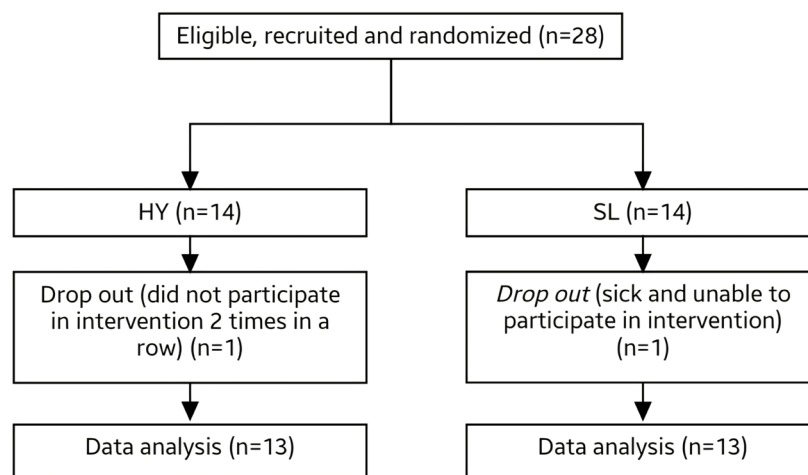 Eligible, recruited and randomized (n=28)
HY (n=14)
SL (n=14)
Drop out (did not participate
in intervention 2 times in a
row) (n=1)
Drop out (sick and unable to
participate in intervention)
(n=1)
Data analysis (n=13)
Data analysis (n=13)